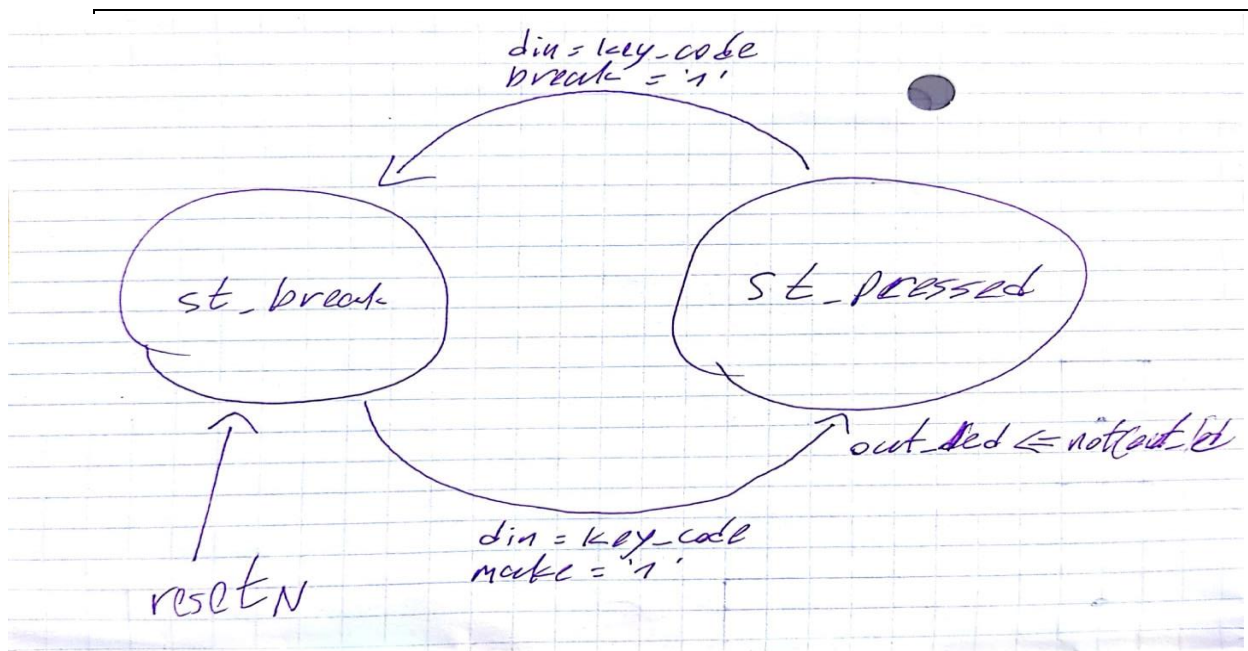 din = key_code
break = '1'
st_break
st_pressed
out_led <= not(out_led
din = key_code
make = '1'
resetN